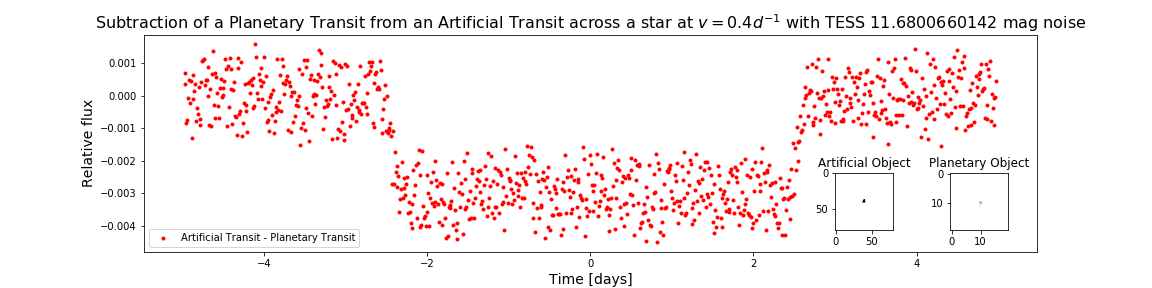 Subtraction of a Planetary Transit from an Artificial Transit across a star at v = 0.4d⁻¹ with TESS 11.6800660142 mag noise
Relative flux
0.001
0.000
−0.001
−0.002
−0.003
−0.004
Artificial Transit - Planetary Transit
Artificial Object
0
50
0 50
Planetary Object
0
10
0 10
−4 −2 0 2 4
Time [days]